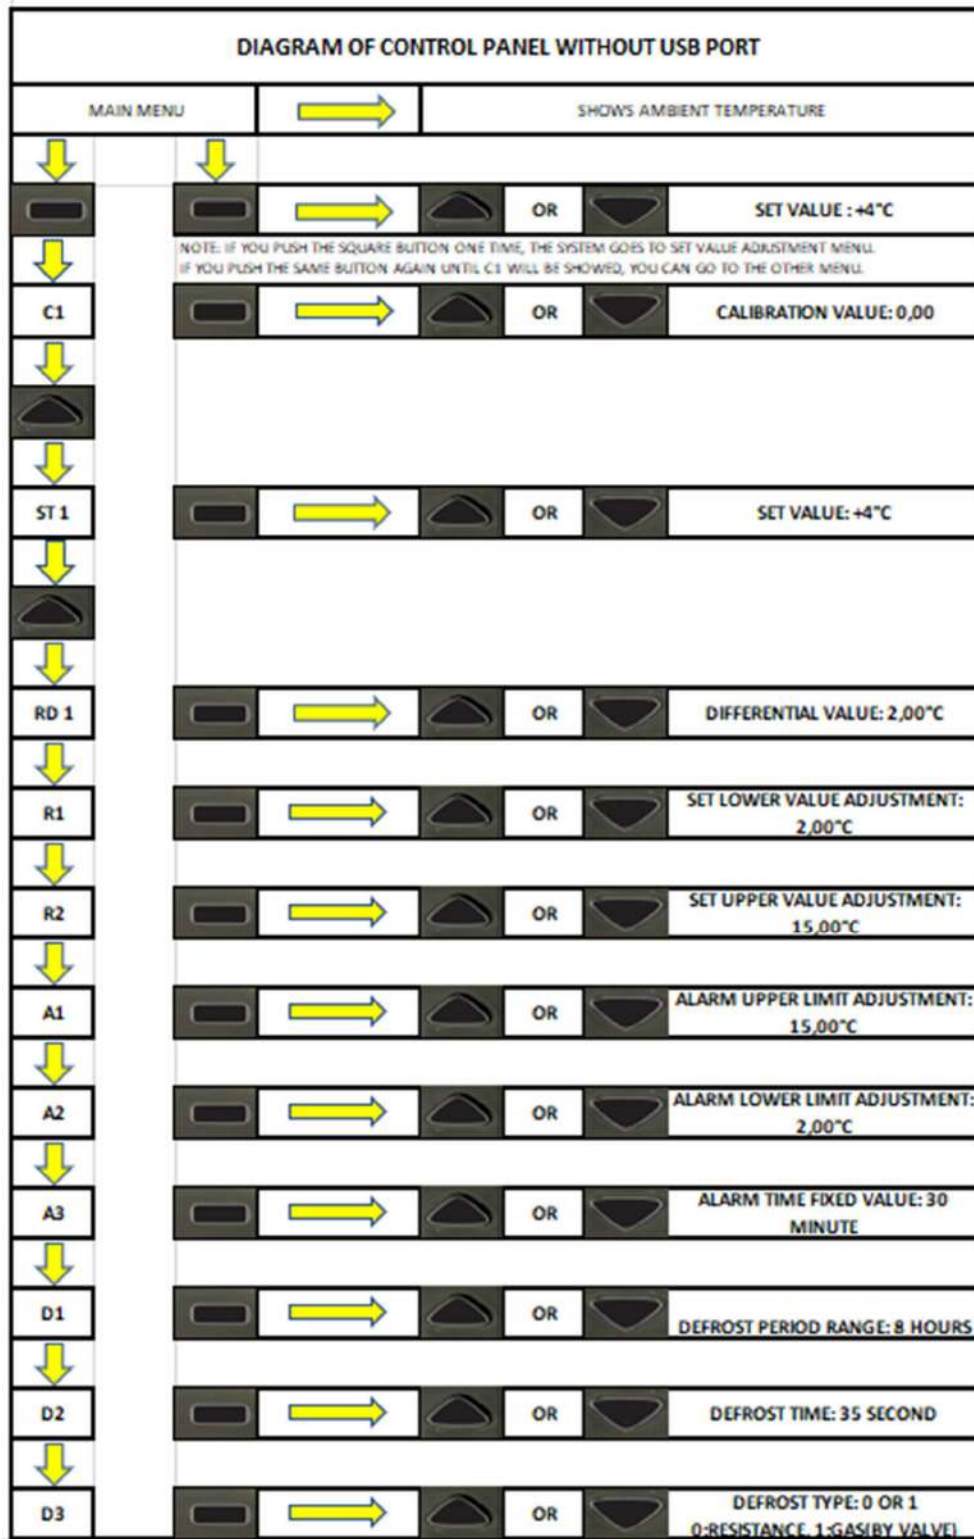 DIAGRAM OF CONTROL PANEL WITHOUT USB PORT
MAIN MENU
SHOWS AMBIENT TEMPERATURE
OR
SET VALUE : +4°C
NOTE: IF YOU PUSH THE SQUARE BUTTON ONE TIME, THE SYSTEM GOES TO SET VALUE ADJUSTMENT MENU.
IF YOU PUSH THE SAME BUTTON AGAIN UNTIL C1 WILL BE SHOWED, YOU CAN GO TO THE OTHER MENU.
C1
OR
CALIBRATION VALUE: 0,00
ST 1
OR
SET VALUE: +4°C
RD 1
OR
DIFFERENTIAL VALUE: 2,00°C
R1
OR
SET LOWER VALUE ADJUSTMENT:
2,00°C
R2
OR
SET UPPER VALUE ADJUSTMENT:
15,00°C
A1
OR
ALARM UPPER LIMIT ADJUSTMENT:
15,00°C
A2
OR
ALARM LOWER LIMIT ADJUSTMENT:
2,00°C
A3
OR
ALARM TIME FIXED VALUE: 30
MINUTE
D1
OR
DEFROST PERIOD RANGE: 8 HOURS
D2
OR
DEFROST TIME: 35 SECOND
D3
OR
DEFROST TYPE: 0 OR 1
0:RESISTANCE, 1:GAS(BY VALVE)